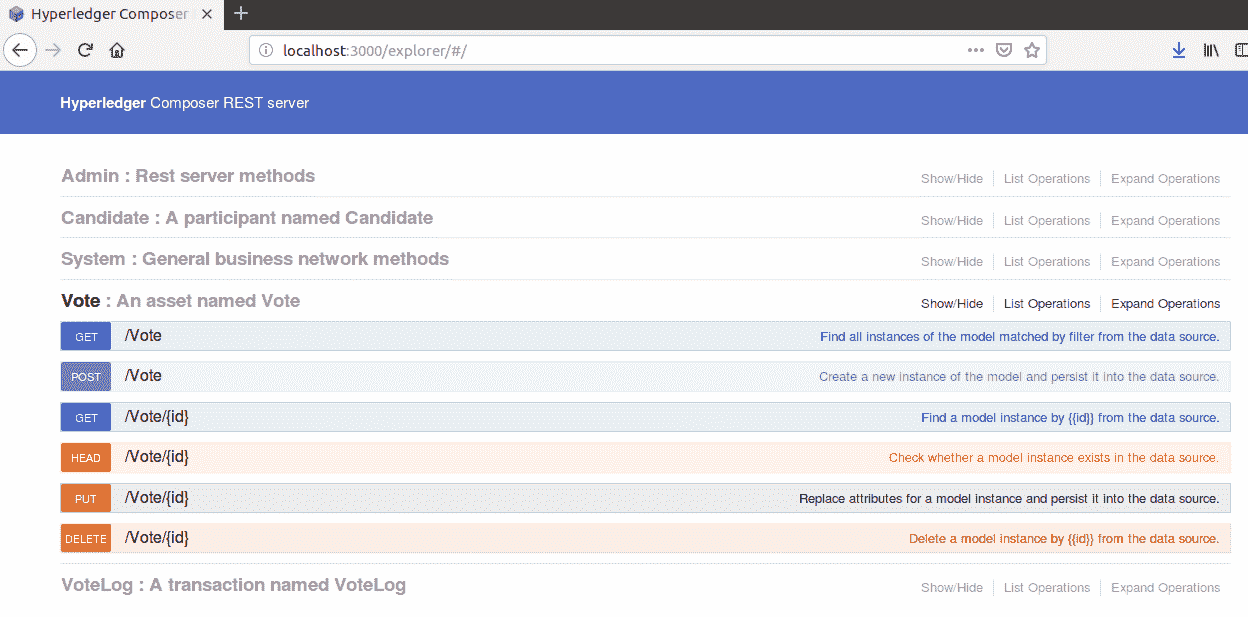 Hyperledger Composer
localhost:3000/explorer/#/
Hyperledger Composer REST server
Admin : Rest server methods Show/Hide List Operations Expand Operations
Candidate : A participant named Candidate Show/Hide List Operations Expand Operations
System : General business network methods Show/Hide List Operations Expand Operations
Vote : An asset named Vote Show/Hide List Operations Expand Operations
GET /Vote Find all instances of the model matched by filter from the data source.
POST /Vote Create a new instance of the model and persist it into the data source.
GET /Vote/{id} Find a model instance by {{id}} from the data source.
HEAD /Vote/{id} Check whether a model instance exists in the data source.
PUT /Vote/{id} Replace attributes for a model instance and persist it into the data source.
DELETE /Vote/{id} Delete a model instance by {{id}} from the data source.
VoteLog : A transaction named VoteLog Show/Hide List Operations Expand Operations